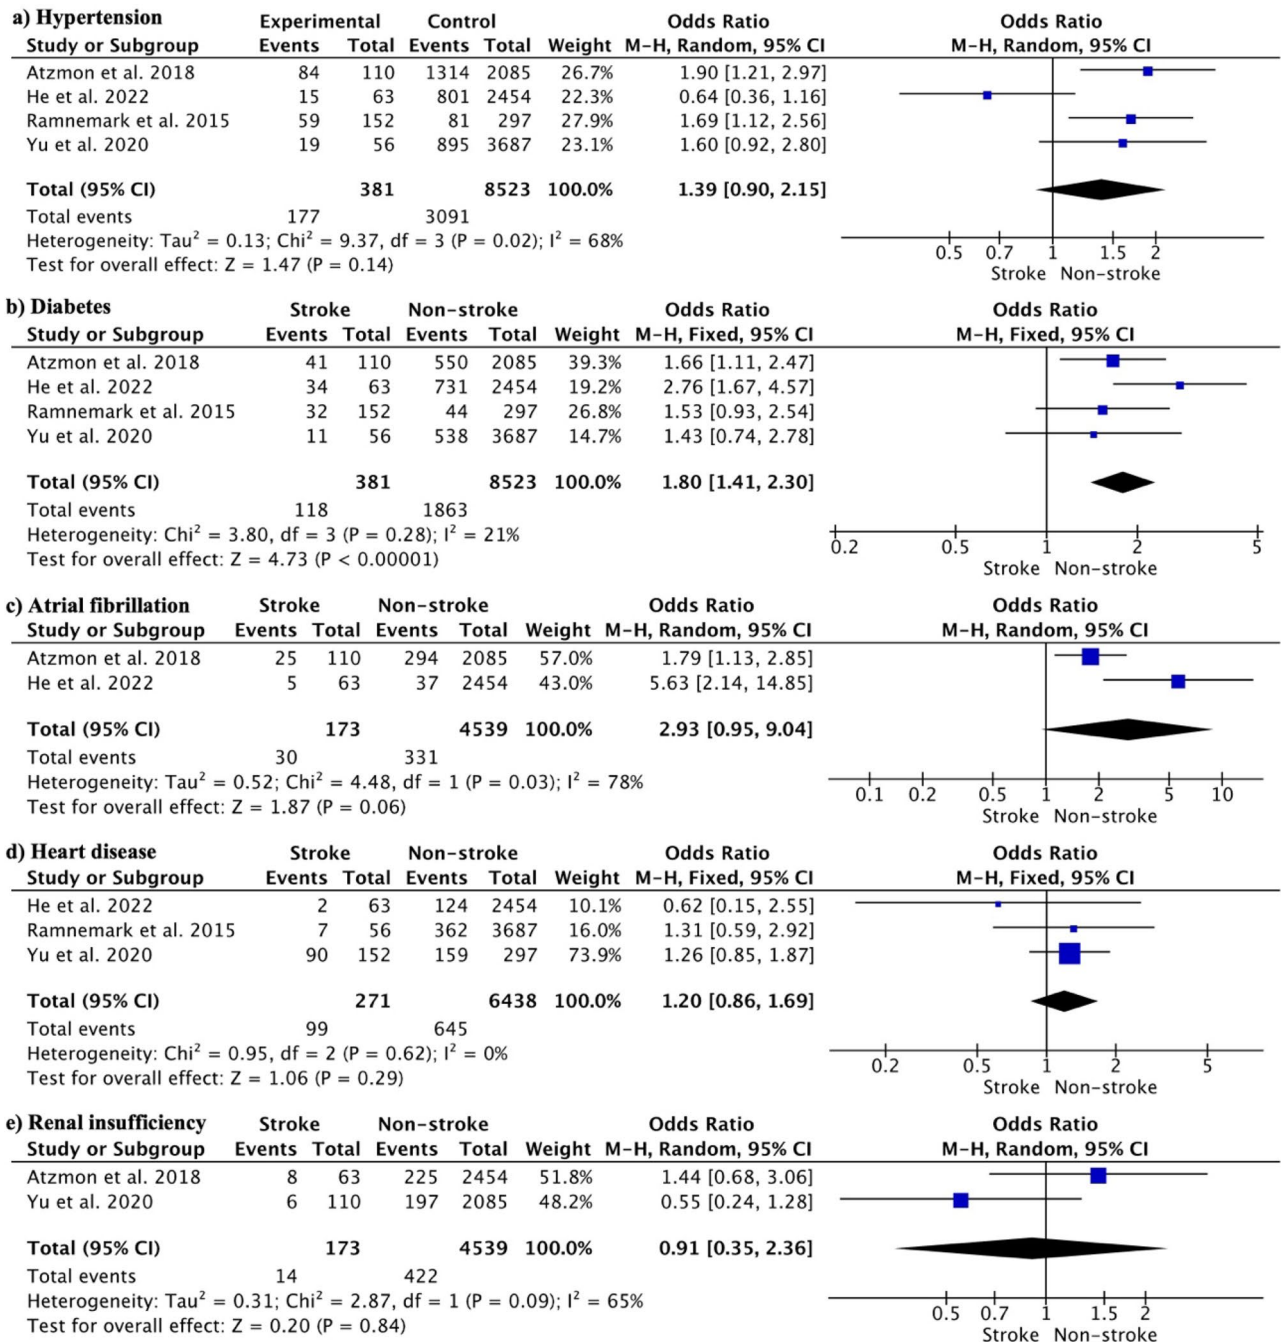 a) Hypertension Experimental Control Odds Ratio Odds Ratio
Study or Subgroup Events Total Events Total Weight M-H, Random, 95% CI M-H, Random, 95% CI
Atzmon et al. 2018 84 110 1314 2085 26.7% 1.90 [1.21, 2.97]
He et al. 2022 15 63 801 2454 22.3% 0.64 [0.36, 1.16]
Ramnemark et al. 2015 59 152 81 297 27.9% 1.69 [1.12, 2.56]
Yu et al. 2020 19 56 895 3687 23.1% 1.60 [0.92, 2.80]
Total (95% CI) 381 8523 100.0% 1.39 [0.90, 2.15]
Total events 177 3091
Heterogeneity: Tau² = 0.13; Chi² = 9.37, df = 3 (P = 0.02); I² = 68%
Test for overall effect: Z = 1.47 (P = 0.14)
0.5 0.7 1 1.5 2
Stroke Non-stroke
b) Diabetes Stroke Non-stroke Odds Ratio Odds Ratio
Study or Subgroup Events Total Events Total Weight M-H, Fixed, 95% CI M-H, Fixed, 95% CI
Atzmon et al. 2018 41 110 550 2085 39.3% 1.66 [1.11, 2.47]
He et al. 2022 34 63 731 2454 19.2% 2.76 [1.67, 4.57]
Ramnemark et al. 2015 32 152 44 297 26.8% 1.53 [0.93, 2.54]
Yu et al. 2020 11 56 538 3687 14.7% 1.43 [0.74, 2.78]
Total (95% CI) 381 8523 100.0% 1.80 [1.41, 2.30]
Total events 118 1863
Heterogeneity: Chi² = 3.80, df = 3 (P = 0.28); I² = 21%
Test for overall effect: Z = 4.73 (P < 0.00001)
0.2 0.5 1 2 5
Stroke Non-stroke
c) Atrial fibrillation Stroke Non-stroke Odds Ratio Odds Ratio
Study or Subgroup Events Total Events Total Weight M-H, Random, 95% CI M-H, Random, 95% CI
Atzmon et al. 2018 25 110 294 2085 57.0% 1.79 [1.13, 2.85]
He et al. 2022 5 63 37 2454 43.0% 5.63 [2.14, 14.85]
Total (95% CI) 173 4539 100.0% 2.93 [0.95, 9.04]
Total events 30 331
Heterogeneity: Tau² = 0.52; Chi² = 4.48, df = 1 (P = 0.03); I² = 78%
Test for overall effect: Z = 1.87 (P = 0.06)
0.1 0.2 0.5 1 2 5 10
Stroke Non-stroke
d) Heart disease Stroke Non-stroke Odds Ratio Odds Ratio
Study or Subgroup Events Total Events Total Weight M-H, Fixed, 95% CI M-H, Fixed, 95% CI
He et al. 2022 2 63 124 2454 10.1% 0.62 [0.15, 2.55]
Ramnemark et al. 2015 7 56 362 3687 16.0% 1.31 [0.59, 2.92]
Yu et al. 2020 90 152 159 297 73.9% 1.26 [0.85, 1.87]
Total (95% CI) 271 6438 100.0% 1.20 [0.86, 1.69]
Total events 99 645
Heterogeneity: Chi² = 0.95, df = 2 (P = 0.62); I² = 0%
Test for overall effect: Z = 1.06 (P = 0.29)
0.2 0.5 1 2 5
Stroke Non-stroke
e) Renal insufficiency Stroke Non-stroke Odds Ratio Odds Ratio
Study or Subgroup Events Total Events Total Weight M-H, Random, 95% CI M-H, Random, 95% CI
Atzmon et al. 2018 8 63 225 2454 51.8% 1.44 [0.68, 3.06]
Yu et al. 2020 6 110 197 2085 48.2% 0.55 [0.24, 1.28]
Total (95% CI) 173 4539 100.0% 0.91 [0.35, 2.36]
Total events 14 422
Heterogeneity: Tau² = 0.31; Chi² = 2.87, df = 1 (P = 0.09); I² = 65%
Test for overall effect: Z = 0.20 (P = 0.84)
0.5 0.7 1 1.5 2
Stroke Non-stroke